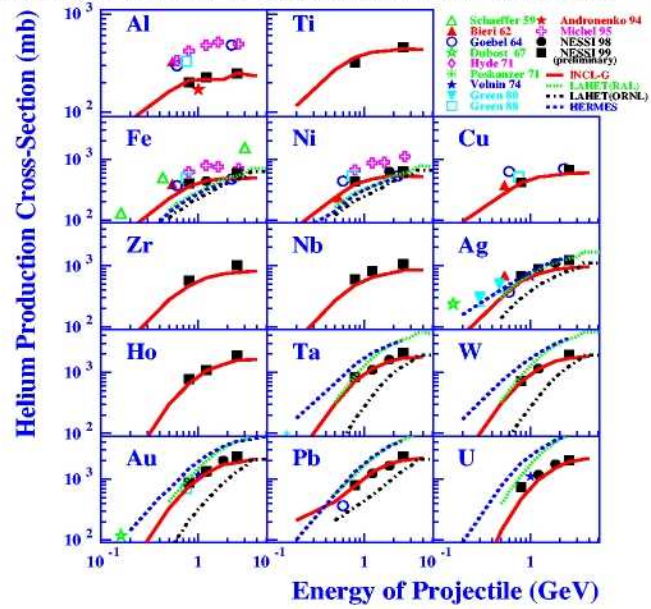 Helium Production Cross-Section (mb)
Al
Ti
Schaeffer 59
Bieri 62
Goebel 64
Dubost 67
Hyde 71
Poskanzer 71
Volnin 74
Green 80
Green 88
Andronenko 94
Michel 95
NESSI 98
NESSI 99
(preliminary)
INCL-G
LAHET(RAL)
LAHET(ORNL)
HERMES
10³
10²
Fe
Ni
Cu
10³
10²
Zr
Nb
Ag
10³
10²
Ho
Ta
W
10³
10²
Au
Pb
U
10³
10²
10⁻¹ 1 10 1 10 10⁻¹ 1 10
Energy of Projectile (GeV)